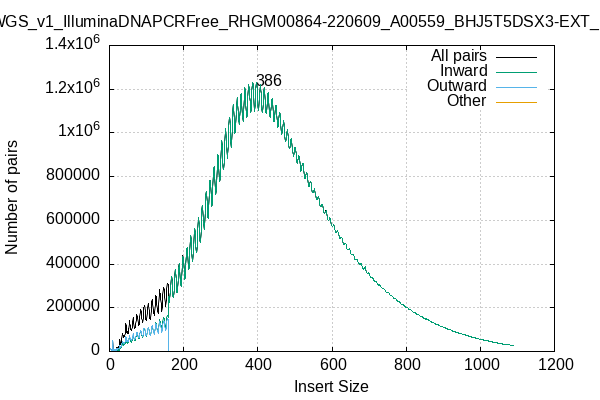 WGS_v1_IlluminaDNAPCRFree_RHGM00864-220609_A00559_BHJ5T5DSX3-EXT_
1.4x10^6
1.2x10^6
1x10^6
800000
600000
400000
200000
0
Number of pairs
386
All pairs
Inward
Outward
Other
0 200 400 600 800 1000 1200
Insert Size